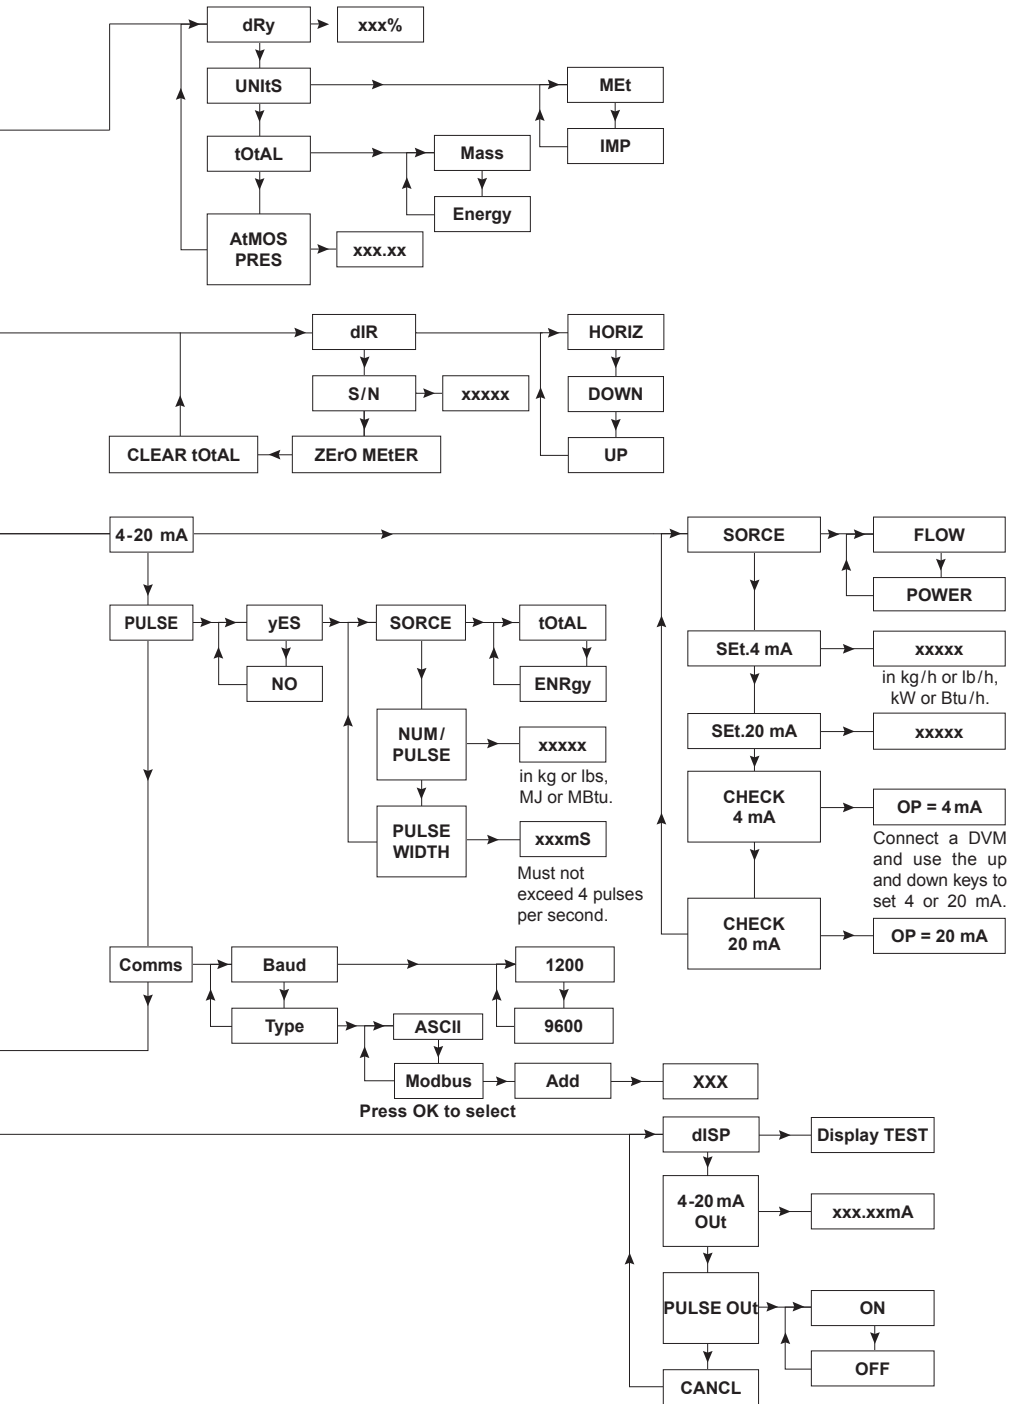 dRy
xxx%
UNItS
MEt
IMP
tOtAL
Mass
Energy
AtMOS
PRES
xxx.xx
dIR
HORIZ
S/N
xxxxx
DOWN
CLEAR tOtAL
ZErO MEtER
UP
4-20 mA
SORCE
FLOW
POWER
PULSE
yES
SORCE
tOtAL
NO
ENRgy
SEt.4 mA
xxxxx
in kg/h or lb/h,
kW or Btu/h.
NUM/
PULSE
xxxxx
in kg or lbs,
MJ or MBtu.
SEt.20 mA
xxxxx
PULSE
WIDTH
xxxmS
Must not
exceed 4 pulses
per second.
CHECK
4 mA
OP = 4 mA
Connect a DVM
and use the up
and down keys to
set 4 or 20 mA.
CHECK
20 mA
OP = 20 mA
Comms
Baud
1200
9600
Type
ASCII
Modbus
Add
XXX
Press OK to select
dISP
Display TEST
4-20 mA
OUt
xxx.xxmA
PULSE OUt
ON
OFF
CANCL